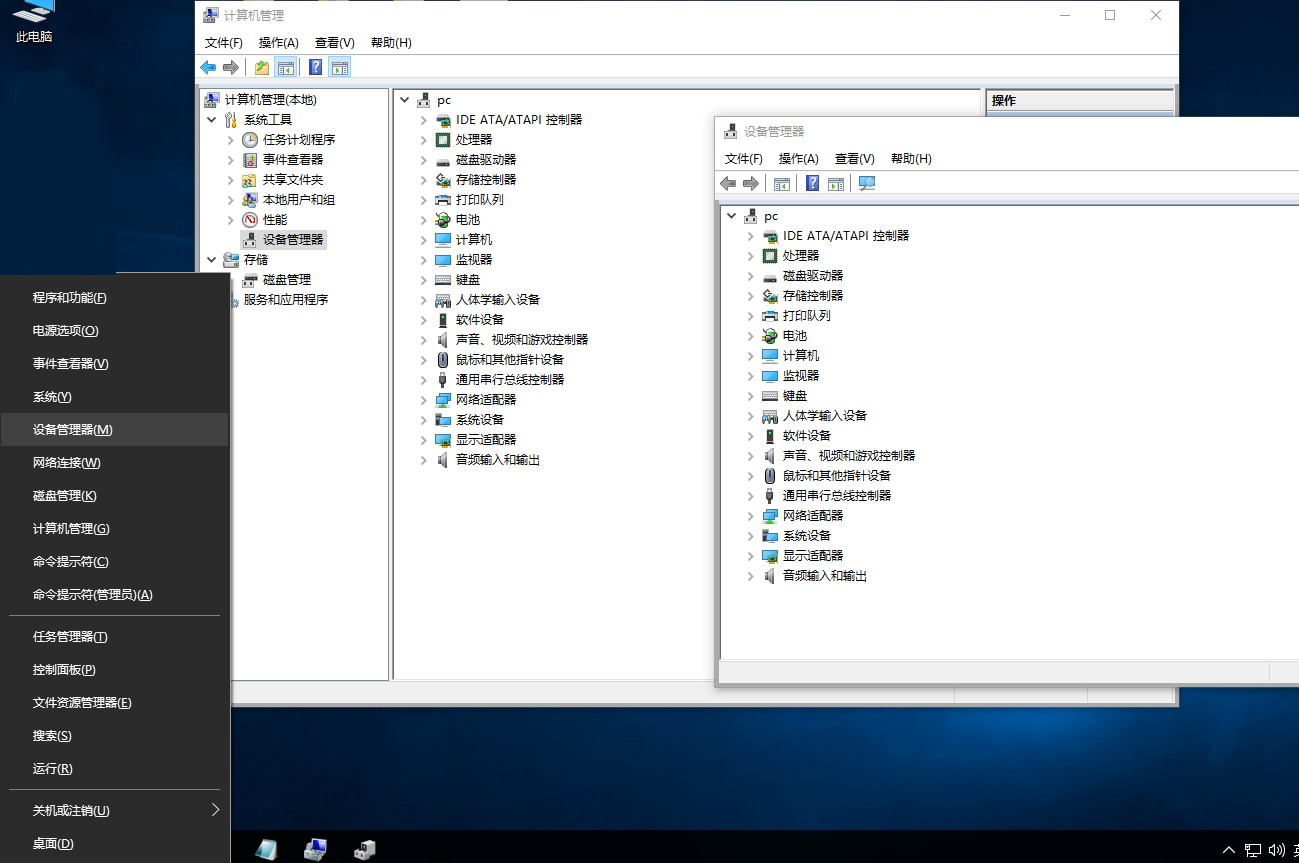 此电脑
计算机管理
文件(F) 操作(A) 查看(V) 帮助(H)
计算机管理(本地)
系统工具
任务计划程序
事件查看器
共享文件夹
本地用户和组
性能
设备管理器
存储
磁盘管理
服务和应用程序
pc
IDE ATA/ATAPI 控制器
处理器
磁盘驱动器
存储控制器
打印队列
电池
计算机
监视器
键盘
人体学输入设备
软件设备
声音、视频和游戏控制器
鼠标和其他指针设备
通用串行总线控制器
网络适配器
系统设备
显示适配器
音频输入和输出
操作
设备管理器
文件(F) 操作(A) 查看(V) 帮助(H)
pc
IDE ATA/ATAPI 控制器
处理器
磁盘驱动器
存储控制器
打印队列
电池
计算机
监视器
键盘
人体学输入设备
软件设备
声音、视频和游戏控制器
鼠标和其他指针设备
通用串行总线控制器
网络适配器
系统设备
显示适配器
音频输入和输出
程序和功能(F)
电源选项(O)
事件查看器(V)
系统(Y)
设备管理器(M)
网络连接(W)
磁盘管理(K)
计算机管理(G)
命令提示符(C)
命令提示符(管理员)(A)
任务管理器(T)
控制面板(P)
文件资源管理器(E)
搜索(S)
运行(R)
关机或注销(U)
桌面(D)